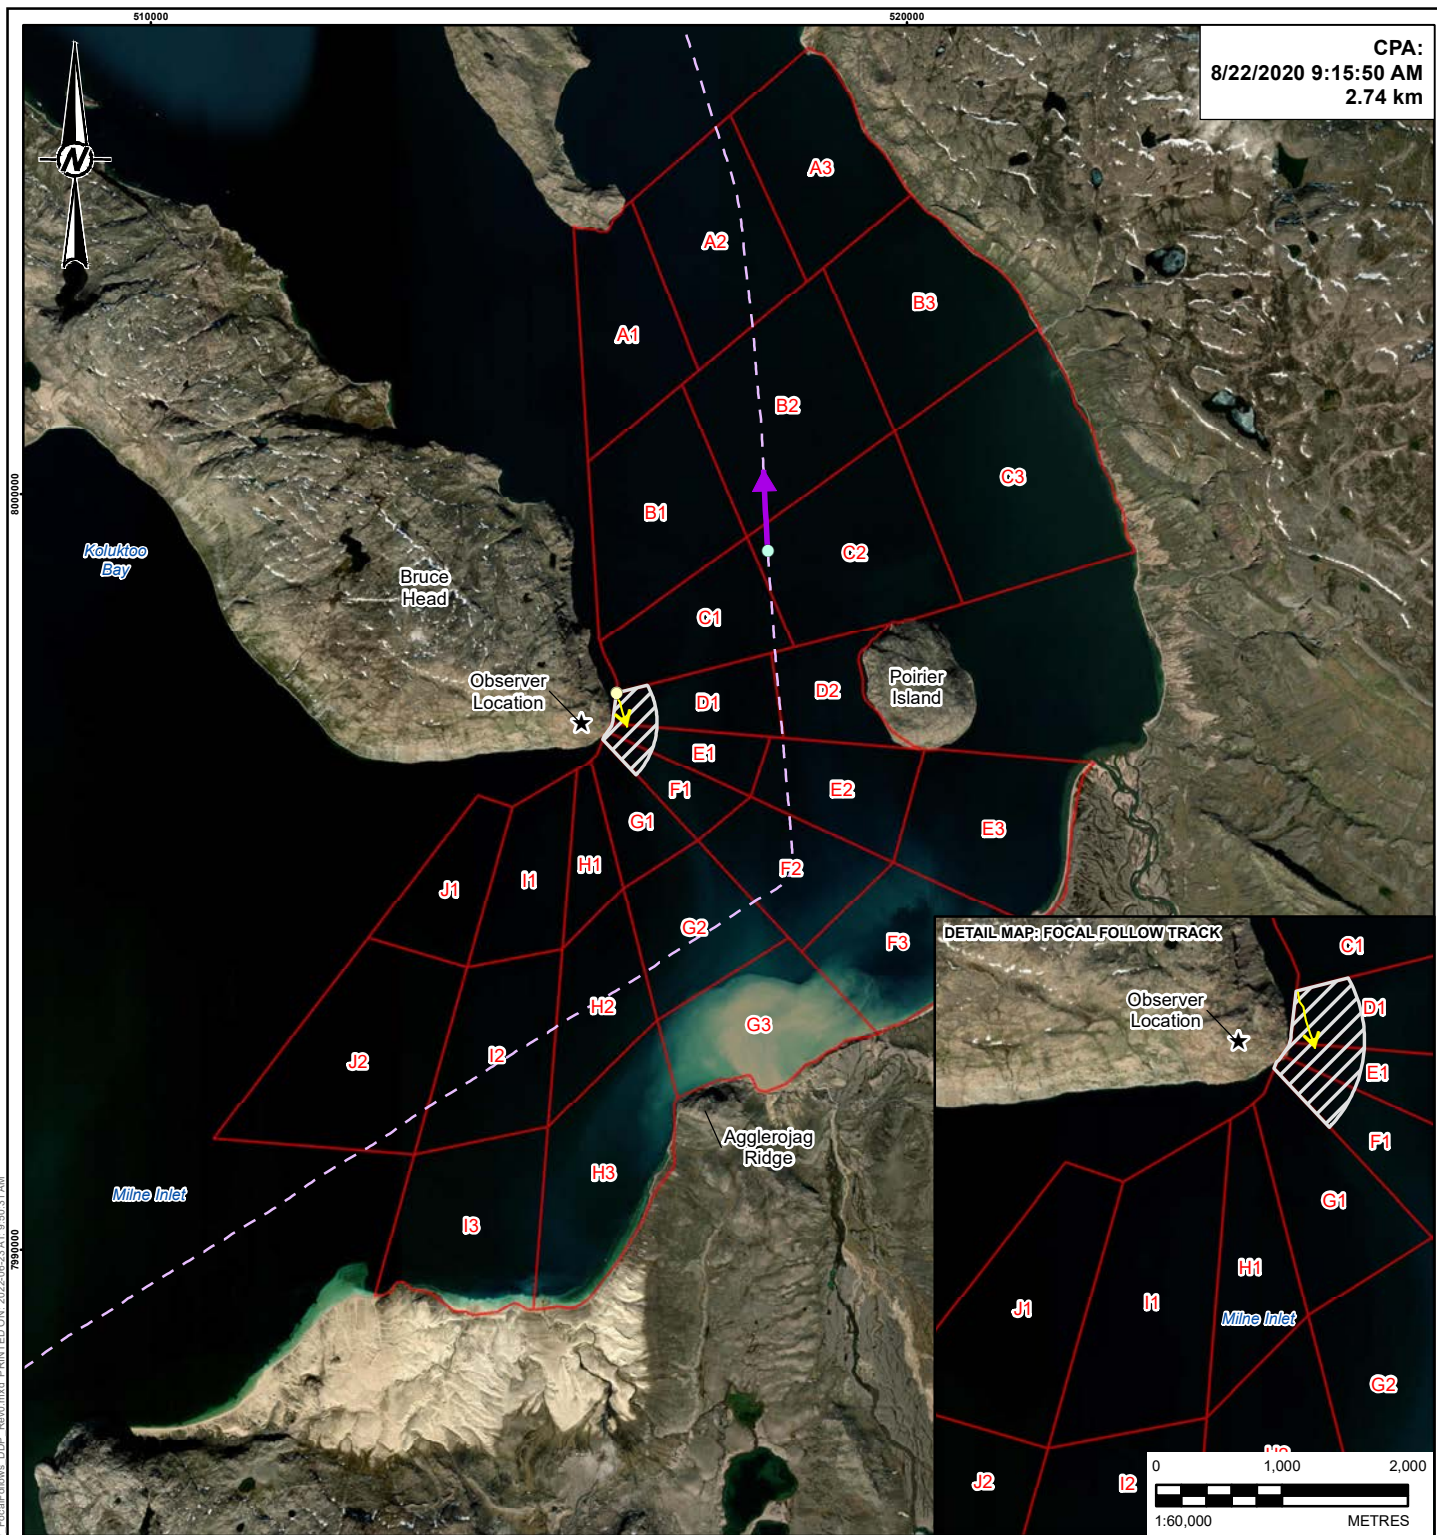 510000
520000
CPA:
8/22/2020 9:15:50 AM
2.74 km
N
A3
A2
B3
A1
B2
C3
8000000
B1
C2
Koluktoo
Bay
Bruce
Head
C1
Observer
Location
D1
D2
Poirier
Island
E1
E2
F1
G1
E3
H1
F2
I1
J1
G2
F3
H2
G3
I2
J2
Agglerojag
Ridge
H3
Milne Inlet
I3
7990000
DETAIL MAP: FOCAL FOLLOW TRACK
C1
Observer
Location
D1
E1
F1
G1
H1
I1
J1
Milne Inlet
G2
H2
J2
I2
0 1,000 2,000
1:60,000 METRES